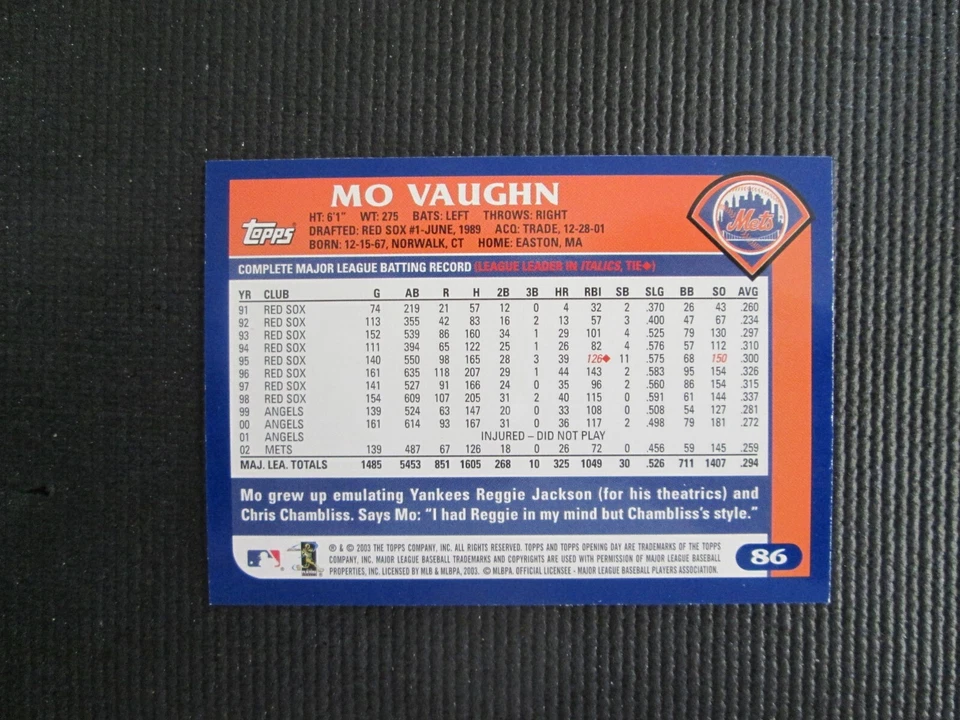 MO VAUGHN
HT: 6'1" WT: 275 BATS: LEFT THROWS: RIGHT
DRAFTED: RED SOX #1-JUNE, 1989 ACQ: TRADE, 12-28-01
BORN: 12-15-67, NORWALK, CT HOME: EASTON, MA
Topps
Mets
COMPLETE MAJOR LEAGUE BATTING RECORD (LEAGUE LEADER IN ITALICS, TIE◆)
YR CLUB G AB R H 2B 3B HR RBI SB SLG BB SO AVG
91 RED SOX 74 219 21 57 12 0 4 32 2 .370 26 43 .260
92 RED SOX 113 355 42 83 16 2 13 57 3 .400 47 67 .234
93 RED SOX 152 539 86 160 34 1 29 101 4 .525 79 130 .297
94 RED SOX 111 394 65 122 25 1 26 82 4 .576 57 112 .310
95 RED SOX 140 550 98 165 28 3 39 126◆ 11 .575 68 150 .300
96 RED SOX 161 635 118 207 29 1 44 143 2 .583 95 154 .326
97 RED SOX 141 527 91 166 24 0 35 96 2 .560 86 154 .315
98 RED SOX 154 609 107 205 31 2 40 115 0 .591 61 144 .337
99 ANGELS 139 524 63 147 20 0 33 108 0 .508 54 127 .281
00 ANGELS 161 614 93 167 31 0 36 117 2 .498 79 181 .272
01 ANGELS INJURED – DID NOT PLAY
02 METS 139 487 67 126 18 0 26 72 0 .456 59 145 .259
MAJ. LEA. TOTALS 1485 5453 851 1605 268 10 325 1049 30 .526 711 1407 .294
Mo grew up emulating Yankees Reggie Jackson (for his theatrics) and
Chris Chambliss. Says Mo: "I had Reggie in my mind but Chambliss's style."
® & © 2003 THE TOPPS COMPANY, INC. ALL RIGHTS RESERVED. TOPPS AND TOPPS OPENING DAY ARE TRADEMARKS OF THE TOPPS
COMPANY, INC. MAJOR LEAGUE BASEBALL TRADEMARKS AND COPYRIGHTS ARE USED WITH PERMISSION OF MAJOR LEAGUE BASEBALL
PROPERTIES, INC. LICENSED BY MLB & MLBPA, 2003. © MLBPA. OFFICIAL LICENSEE - MAJOR LEAGUE BASEBALL PLAYERS ASSOCIATION.
86